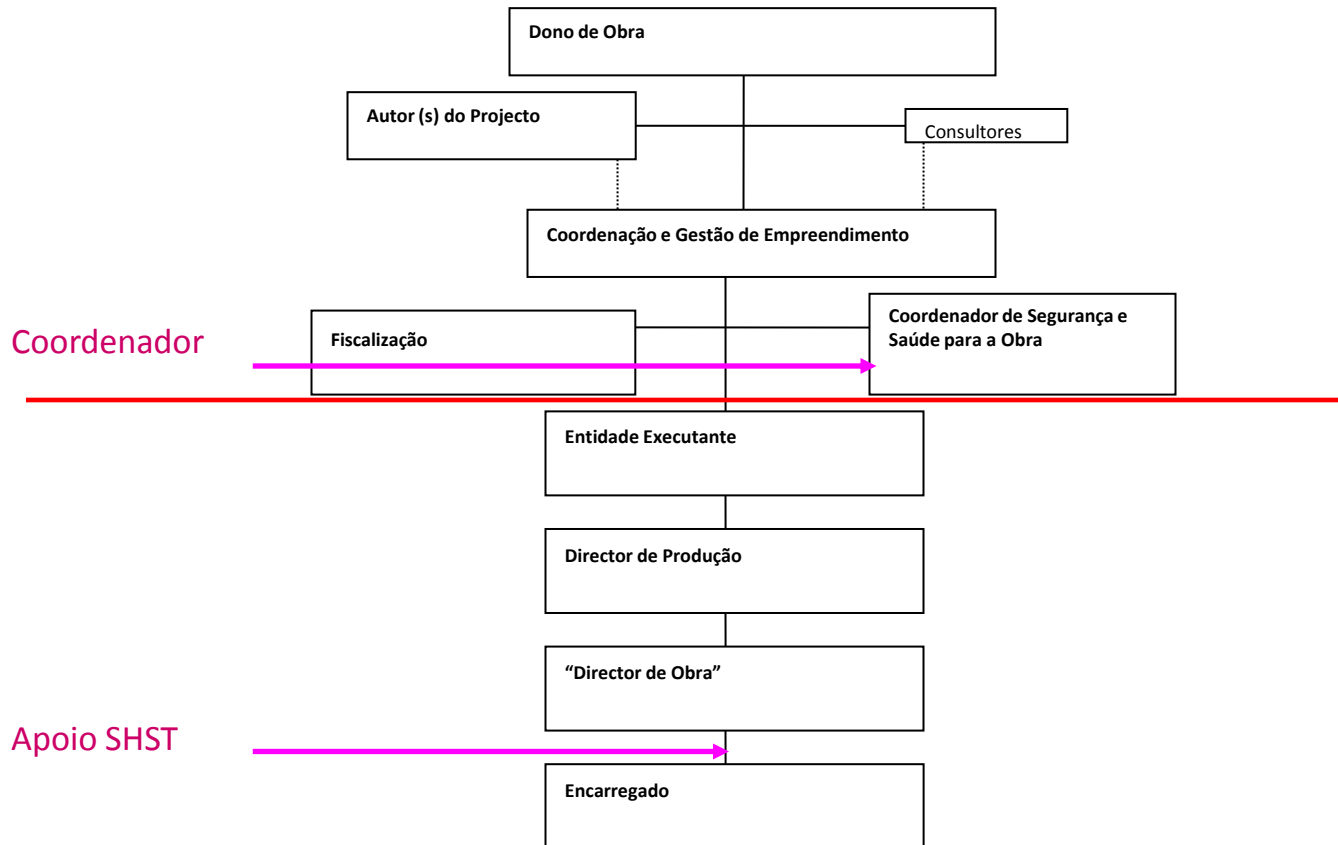 Dono de Obra
Autor (s) do Projecto
Consultores
Coordenação e Gestão de Empreendimento
Coordenador
Fiscalização
Coordenador de Segurança e
Saúde para a Obra
Entidade Executante
Director de Produção
“Director de Obra”
Apoio SHST
Encarregado